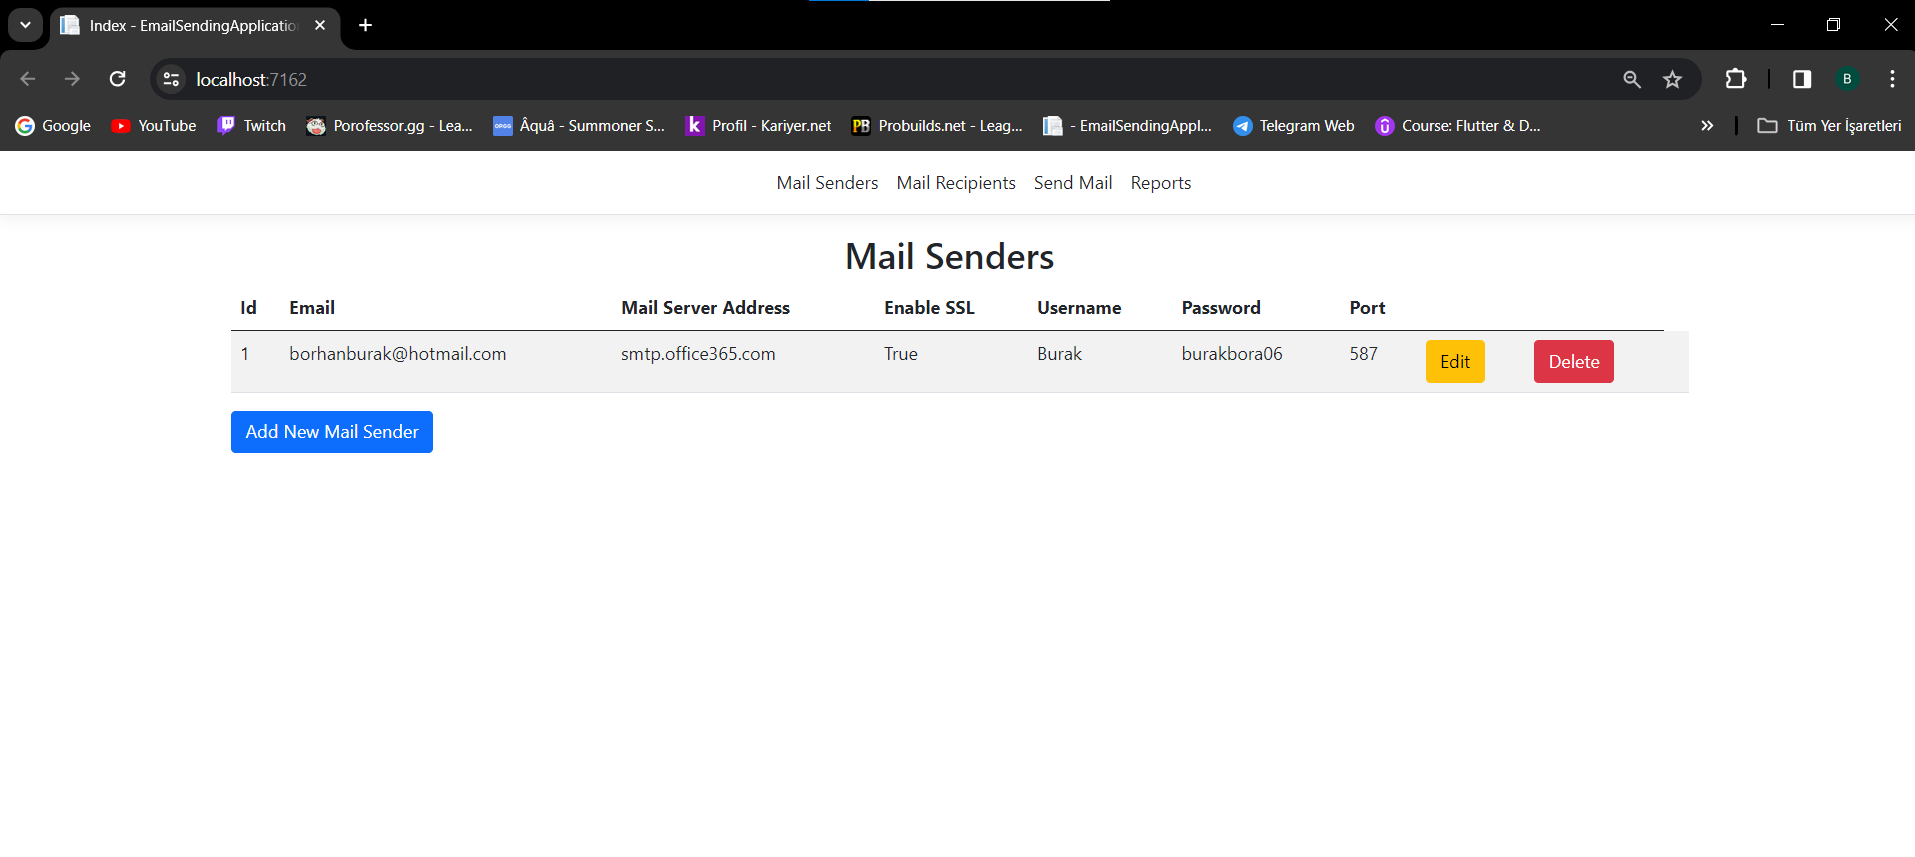 Index - EmailSendingApplication
localhost:7162
Google YouTube Twitch Porofessor.gg - Lea... Âquâ - Summoner S... Profil - Kariyer.net Probuilds.net - Leag... - EmailSendingAppl... Telegram Web Course: Flutter & D... Tüm Yer İşaretleri
Mail Senders Mail Recipients Send Mail Reports
Mail Senders
Id Email Mail Server Address Enable SSL Username Password Port
1 borhanburak@hotmail.com smtp.office365.com True Burak burakbora06 587 Edit Delete
Add New Mail Sender